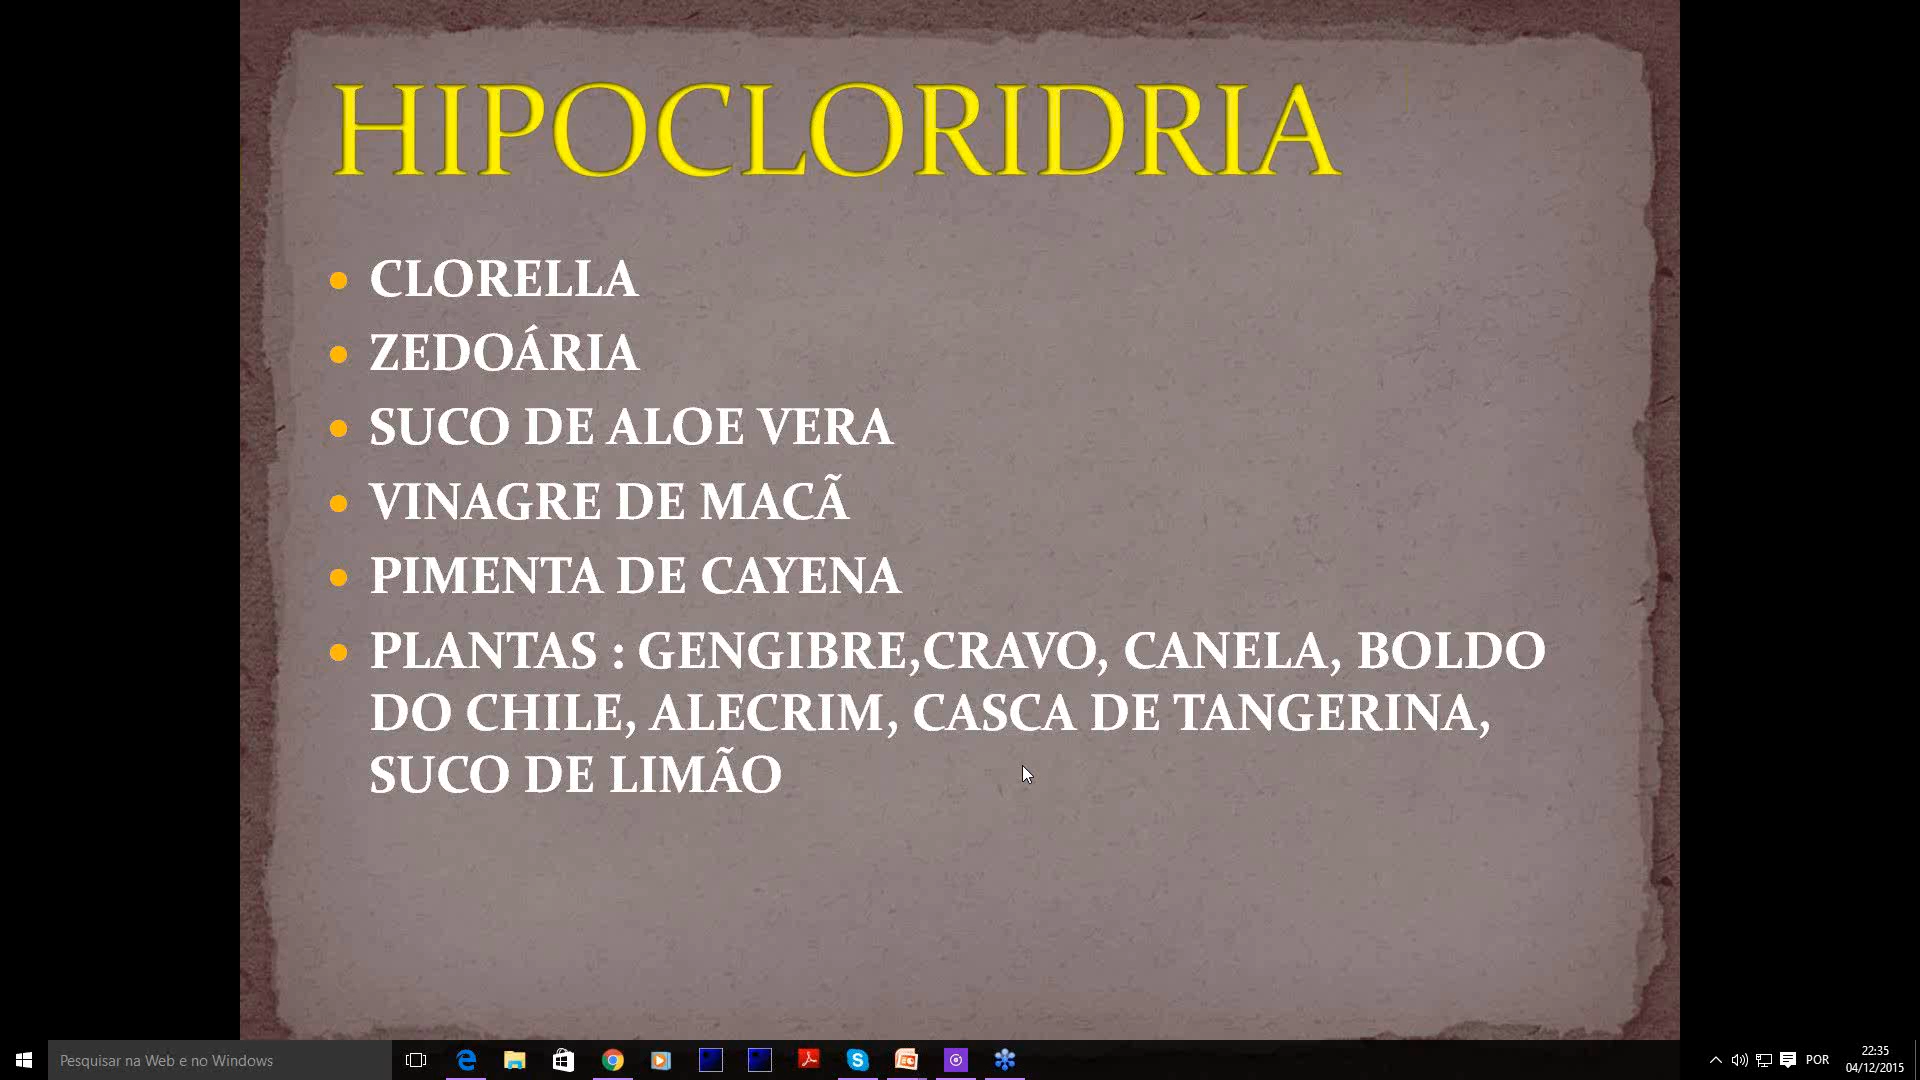 HIPOCLORIDRIA
CLORELLA
ZEDOÁRIA
SUCO DE ALOE VERA
VINAGRE DE MACÃ
PIMENTA DE CAYENA
PLANTAS : GENGIBRE,CRAVO, CANELA, BOLDO
DO CHILE, ALECRIM, CASCA DE TANGERINA,
SUCO DE LIMÃO
Pesquisar na Web e no Windows
POR
22:35
04/12/2015